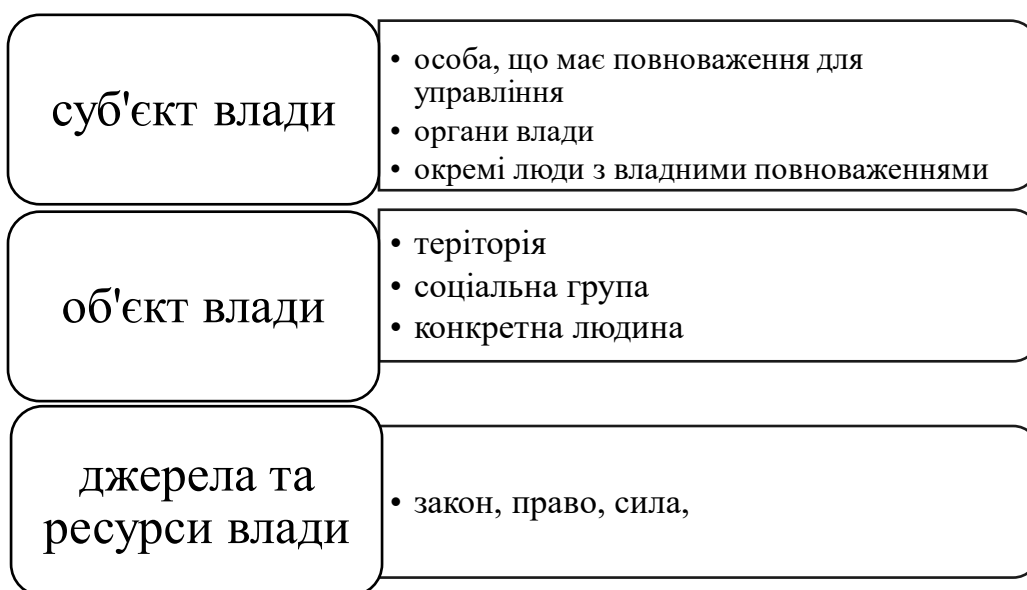 суб'єкт влади
• особа, що має повноваження для
управління
• органи влади
• окремі люди з владними повноваженнями
об'єкт влади
• теріторія
• соціальна група
• конкретна людина
джерела та
ресурси влади
• закон, право, сила,